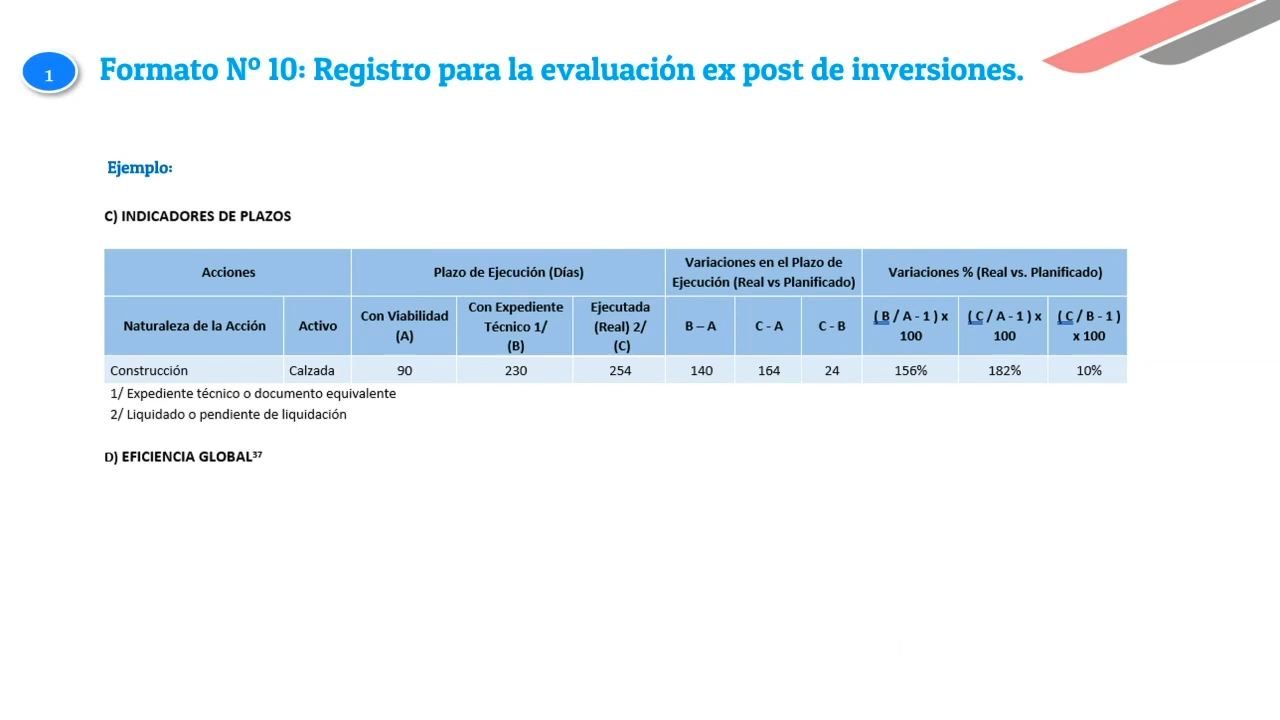 1
Formato Nº 10: Registro para la evaluación ex post de inversiones.
Ejemplo:
C) INDICADORES DE PLAZOS
Acciones
Plazo de Ejecución (Días)
Variaciones en el Plazo de
Ejecución (Real vs Planificado)
Variaciones % (Real vs. Planificado)
Naturaleza de la Acción
Activo
Con Viabilidad
(A)
Con Expediente
Técnico 1/
(B)
Ejecutada
(Real) 2/
(C)
B – A
C - A
C - B
( B / A - 1 ) x
100
( C / A - 1 ) x
100
( C / B - 1 )
x 100
Construcción Calzada 90 230 254 140 164 24 156% 182% 10%
1/ Expediente técnico o documento equivalente
2/ Liquidado o pendiente de liquidación
D) EFICIENCIA GLOBAL³⁷